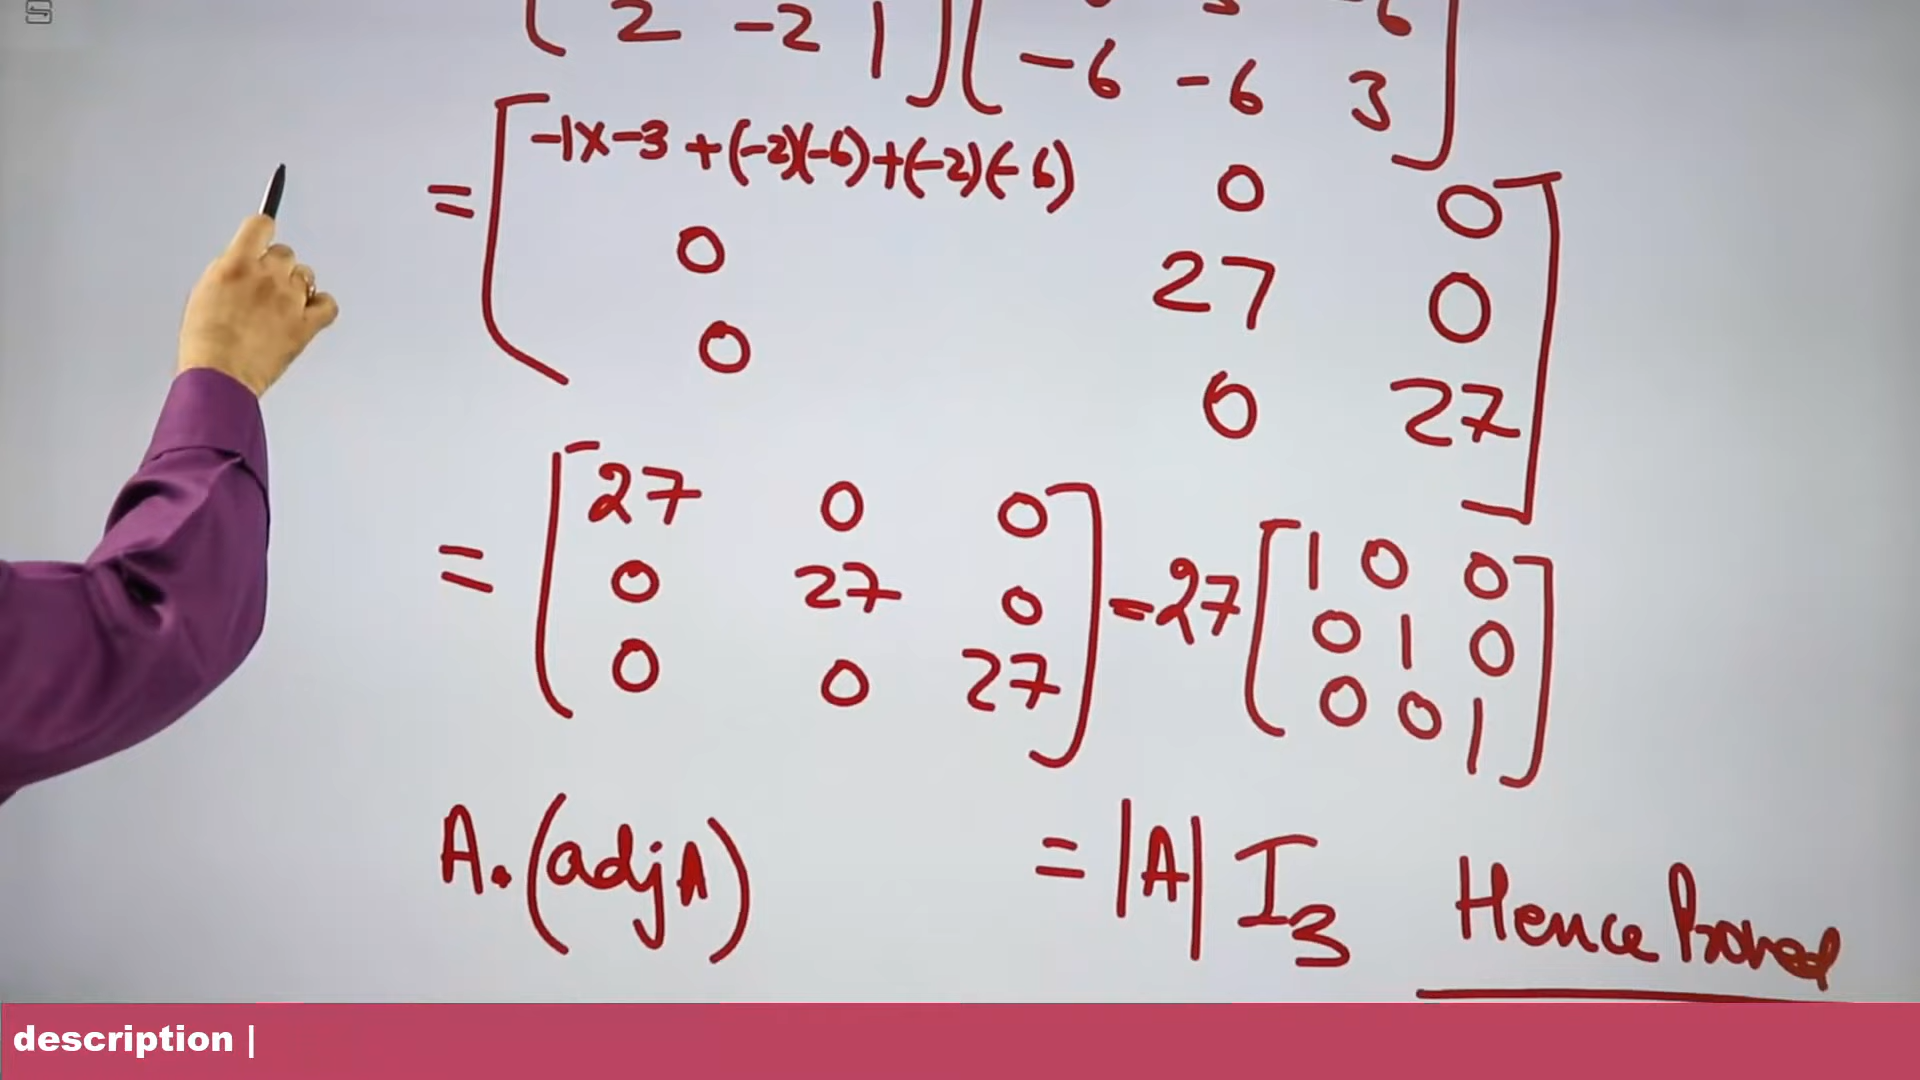 2 -2 1
-6 -6 3
= [ -1x-3 +(-2)(-6)+(-2)(-6) 0 0
0 27 0
0 0 27 ]
= [ 27 0 0
0 27 0
0 0 27 ] = 27 [ 1 0 0
0 1 0
0 0 1 ]
A.(adjA) = |A| I3 Hence Proved
description |